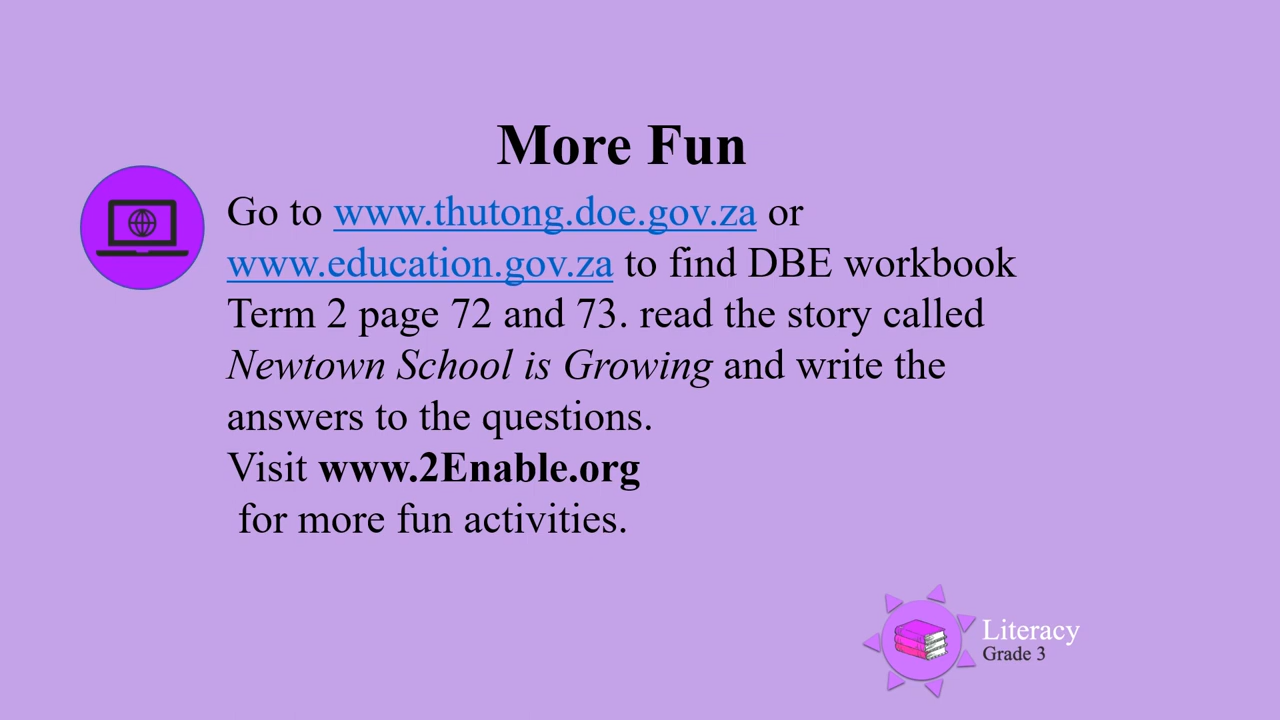 More Fun
Go to www.thutong.doe.gov.za or
www.education.gov.za to find DBE workbook
Term 2 page 72 and 73. read the story called
Newtown School is Growing and write the
answers to the questions.
Visit www.2Enable.org
for more fun activities.
Literacy
Grade 3